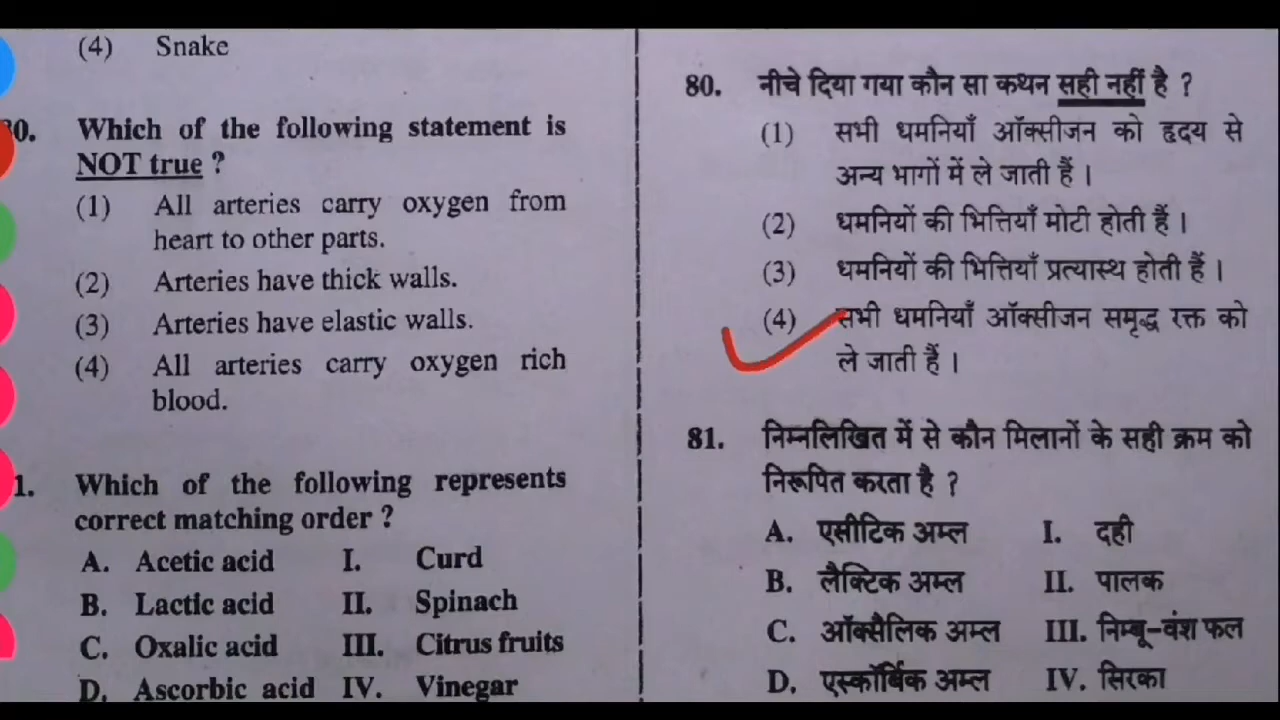 (4) Snake
80. Which of the following statement is
NOT true ?
(1) All arteries carry oxygen from
heart to other parts.
(2) Arteries have thick walls.
(3) Arteries have elastic walls.
(4) All arteries carry oxygen rich
blood.
1. Which of the following represents
correct matching order ?
A. Acetic acid I. Curd
B. Lactic acid II. Spinach
C. Oxalic acid III. Citrus fruits
D. Ascorbic acid IV. Vinegar
80. नीचे दिया गया कौन सा कथन सही नहीं है ?
(1) सभी धमनियाँ ऑक्सीजन को हृदय से
अन्य भागों में ले जाती हैं ।
(2) धमनियों की भित्तियाँ मोटी होती हैं ।
(3) धमनियों की भित्तियाँ प्रत्यास्थ होती हैं ।
(4) सभी धमनियाँ ऑक्सीजन समृद्ध रक्त को
ले जाती हैं ।
81. निम्नलिखित में से कौन मिलानों के सही क्रम को
निरूपित करता है ?
A. एसीटिक अम्ल I. दही
B. लैक्टिक अम्ल II. पालक
C. ऑक्सैलिक अम्ल III. निम्बू-वंश फल
D. एस्कॉर्बिक अम्ल IV. सिरका